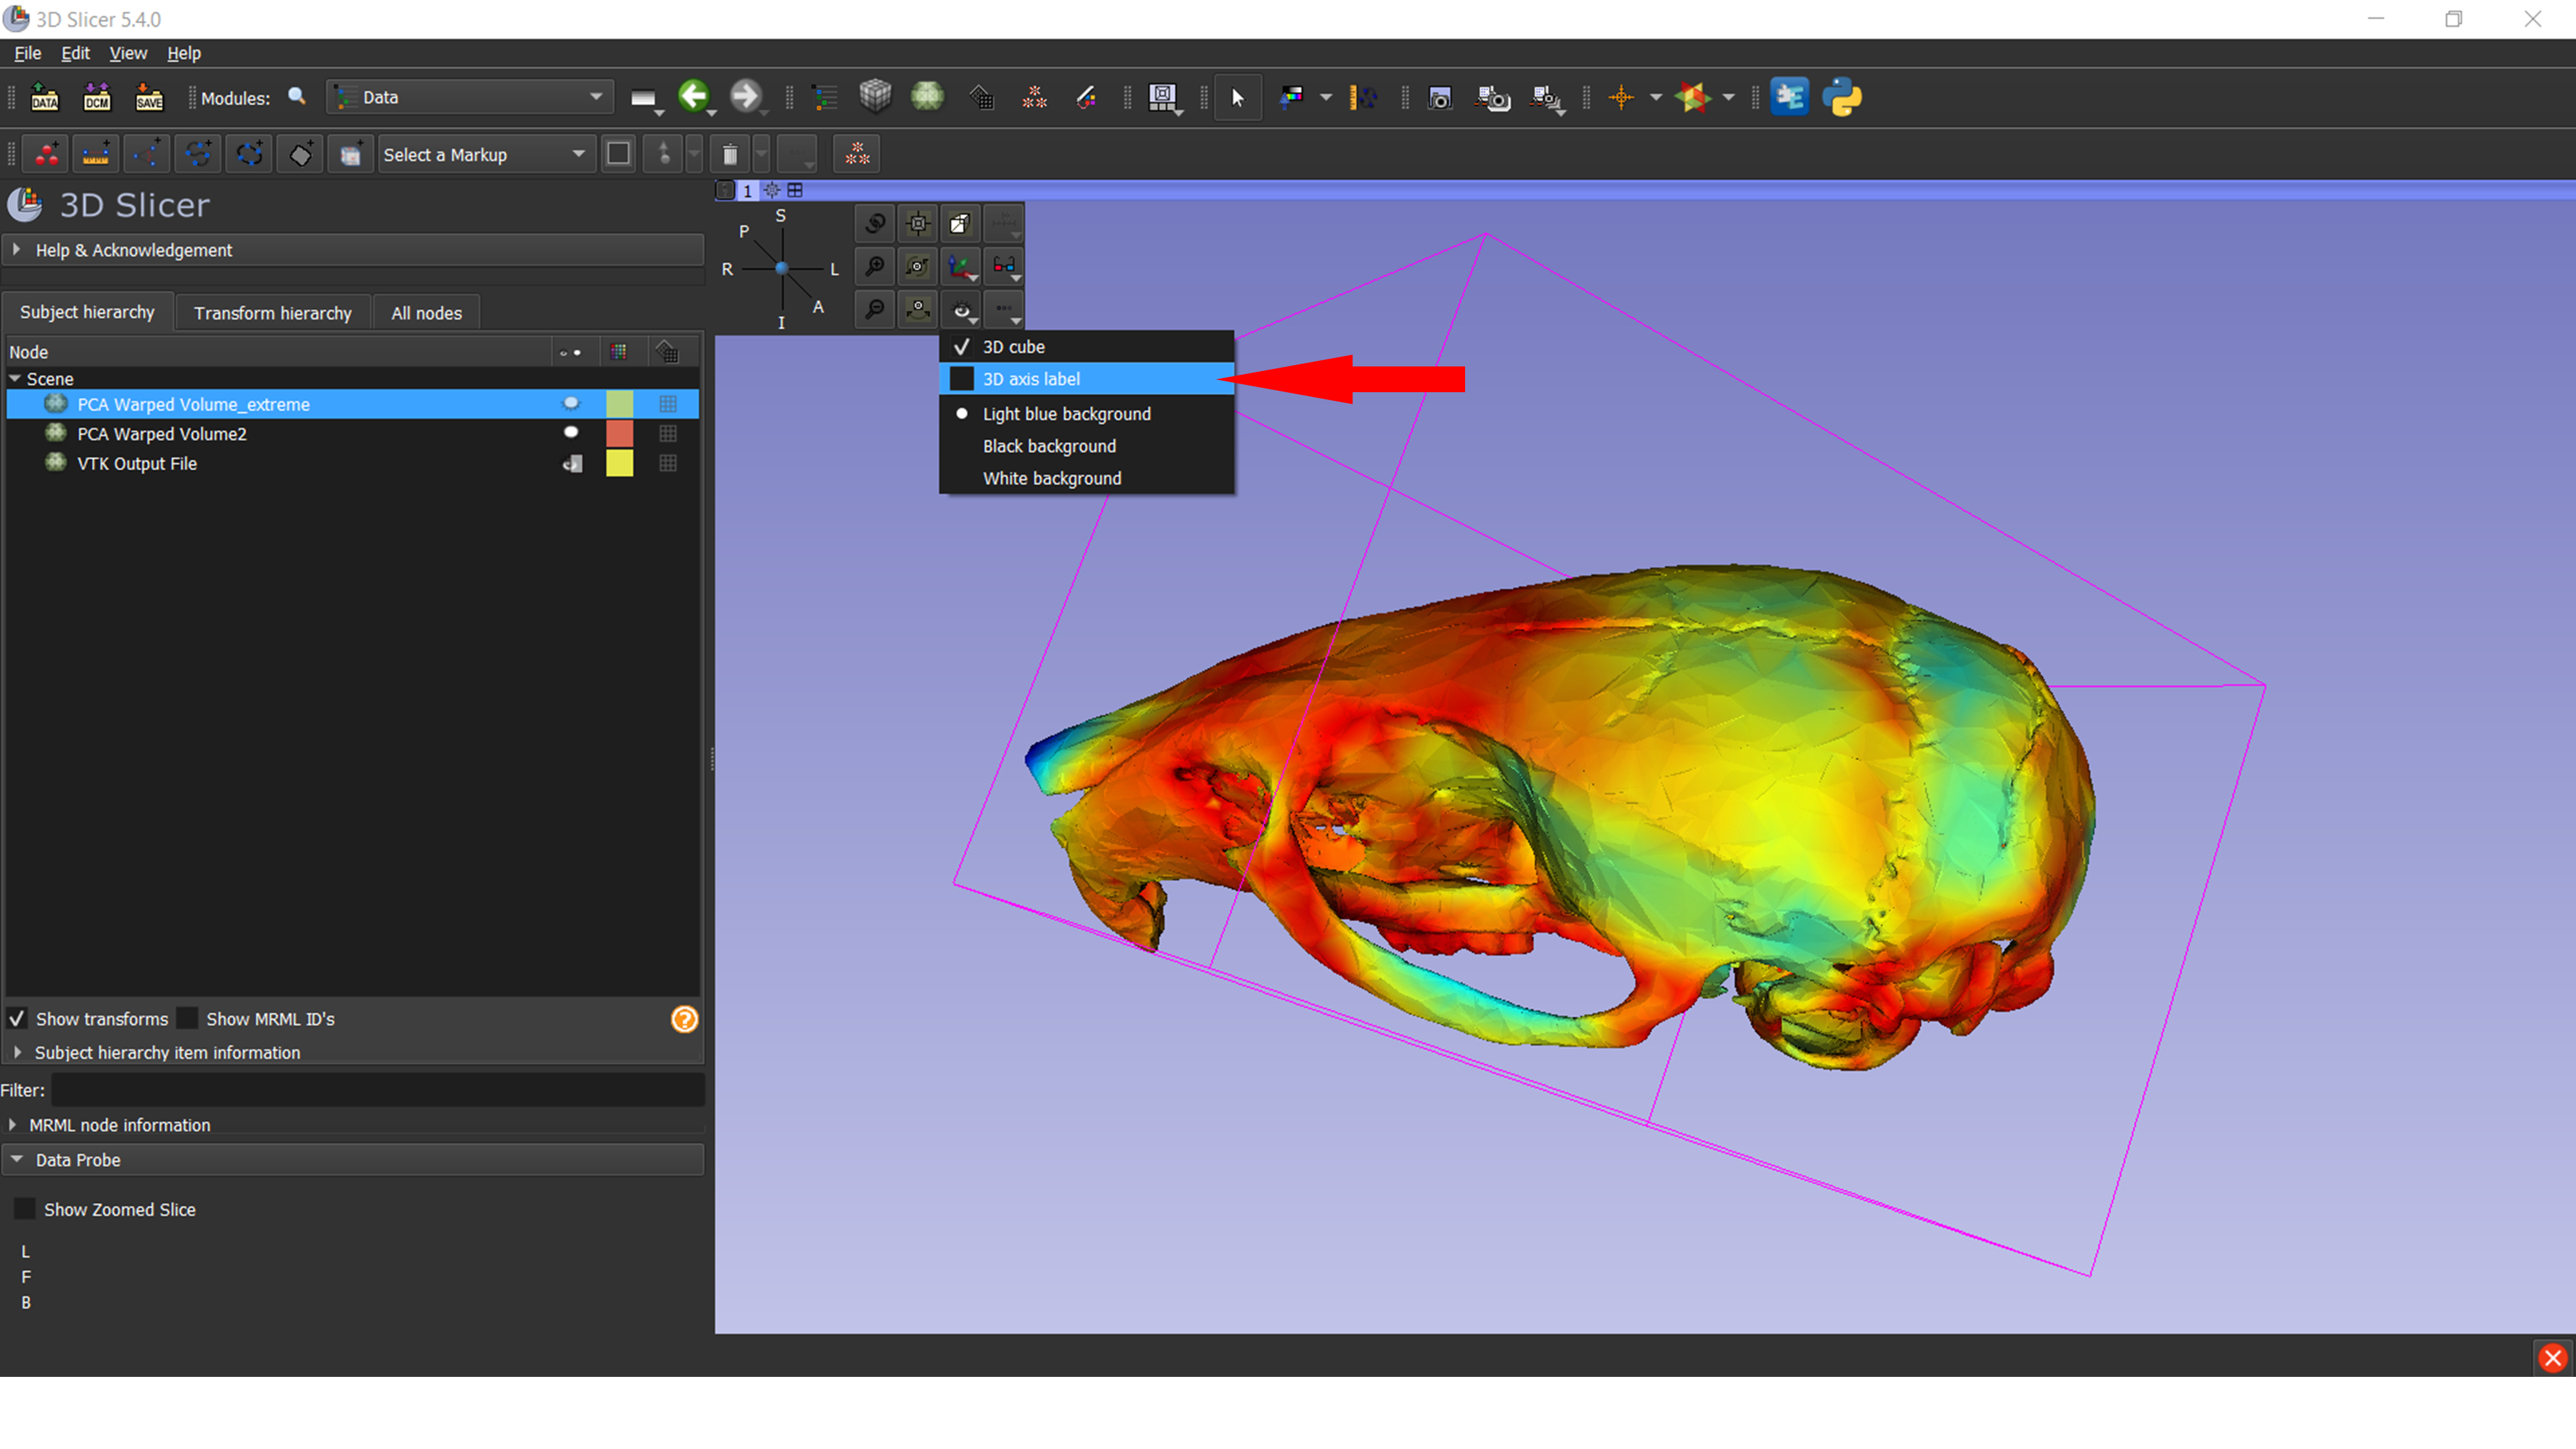 3D Slicer 5.4.0
File Edit View Help
DATA DCM SAVE Modules: Data
Select a Markup
3D Slicer
Help & Acknowledgement
Subject hierarchy Transform hierarchy All nodes
Node
Scene
PCA Warped Volume_extreme
PCA Warped Volume2
VTK Output File
Show transforms Show MRML ID's ?
Subject hierarchy item information
Filter:
MRML node information
Data Probe
Show Zoomed Slice
L
F
B
1
S
P
R L
A
I
3D cube
3D axis label
Light blue background
Black background
White background